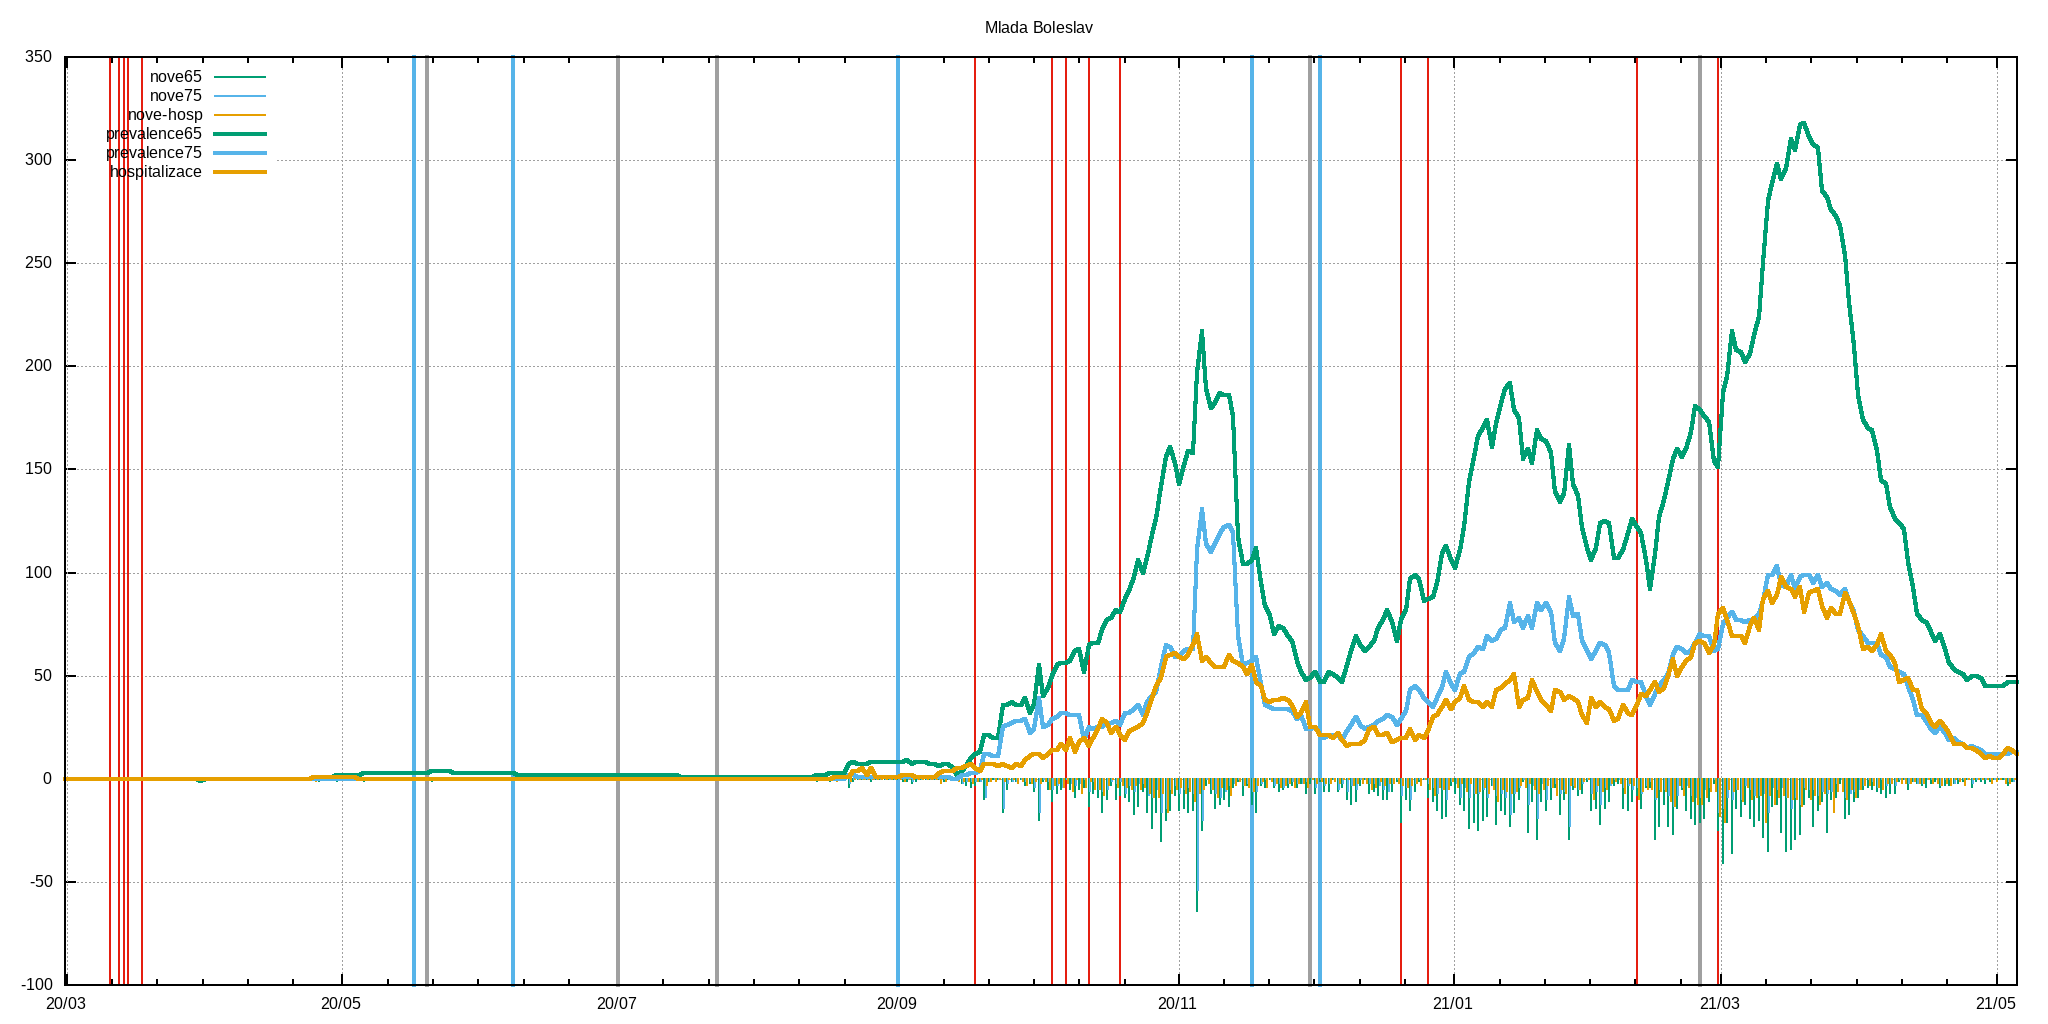 Mlada Boleslav
350
300
250
200
150
100
50
0
-50
-100
nove65
nove75
nove-hosp
prevalence65
prevalence75
hospitalizace
20/03 20/05 20/07 20/09 20/11 21/01 21/03 21/05